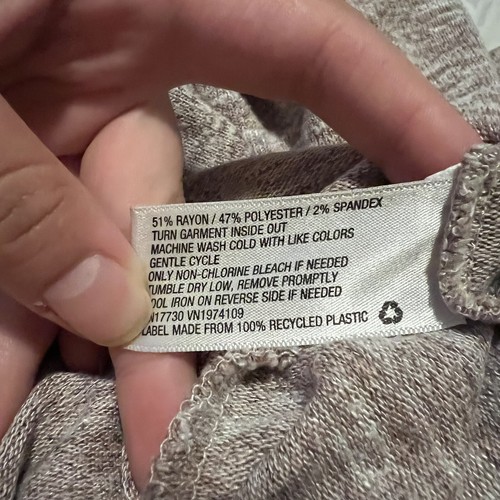 51% RAYON / 47% POLYESTER / 2% SPANDEX
TURN GARMENT INSIDE OUT
MACHINE WASH COLD WITH LIKE COLORS
GENTLE CYCLE
ONLY NON-CHLORINE BLEACH IF NEEDED
TUMBLE DRY LOW, REMOVE PROMPTLY
OOL IRON ON REVERSE SIDE IF NEEDED
N17730 VN1974109
LABEL MADE FROM 100% RECYCLED PLASTIC